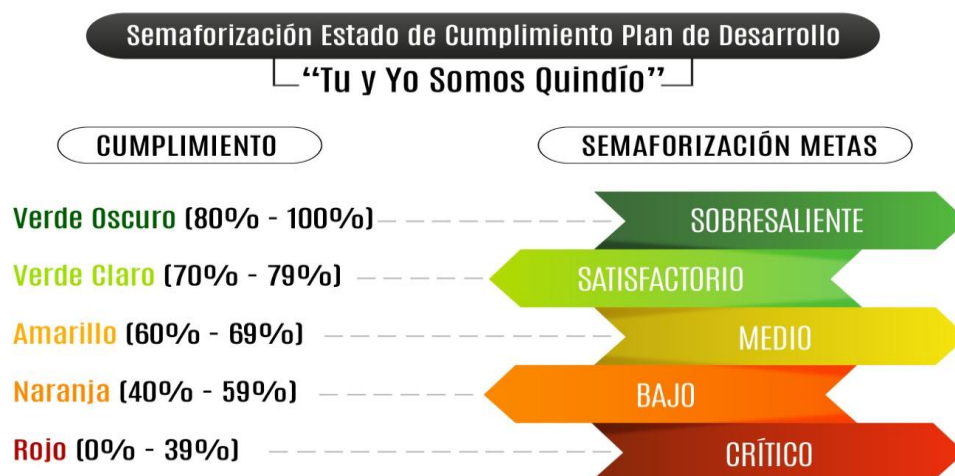 Semaforización Estado de Cumplimiento Plan de Desarrollo
“Tu y Yo Somos Quindío”
CUMPLIMIENTO SEMAFORIZACIÓN METAS
Verde Oscuro (80% - 100%) SOBRESALIENTE
Verde Claro (70% - 79%) SATISFACTORIO
Amarillo (60% - 69%) MEDIO
Naranja (40% - 59%) BAJO
Rojo (0% - 39%) CRÍTICO